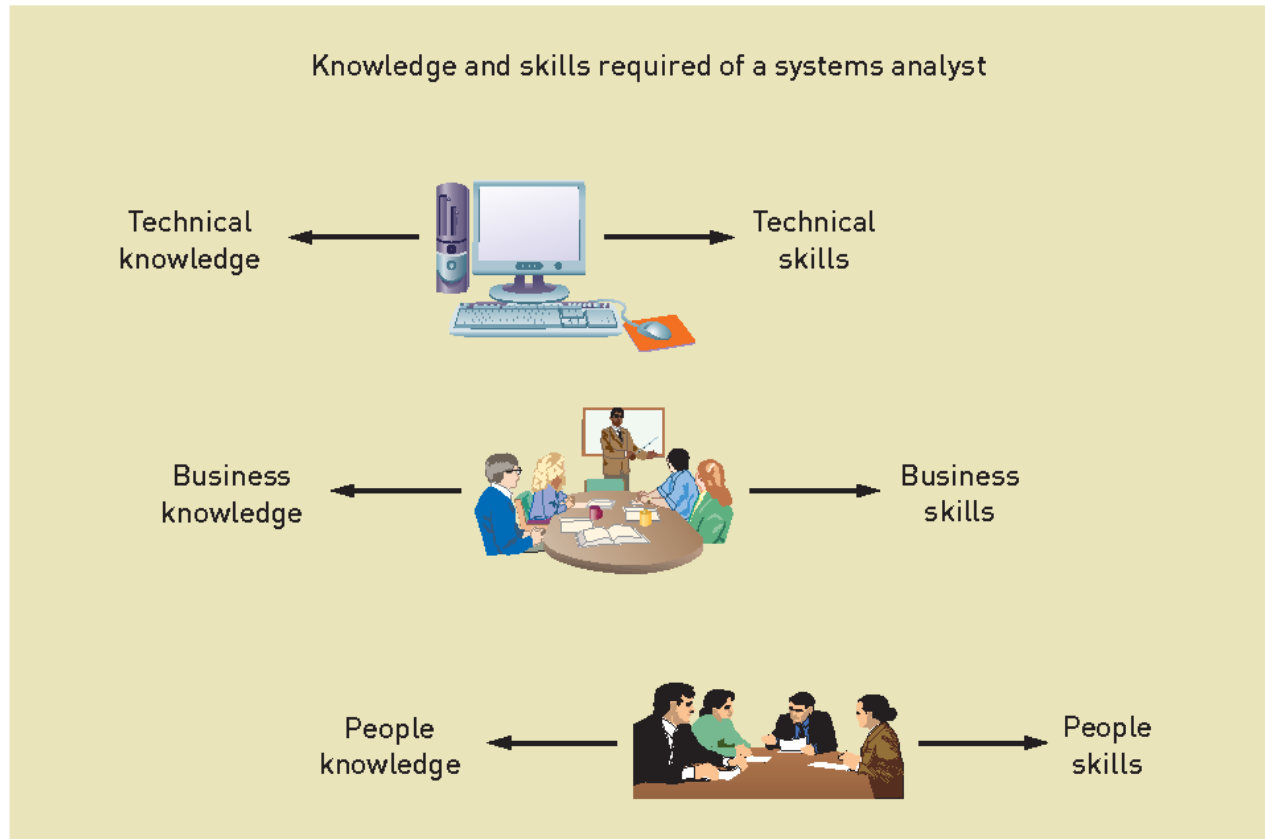 Knowledge and skills required of a systems analyst
Technical
knowledge
Technical
skills
Business
knowledge
Business
skills
People
knowledge
People
skills